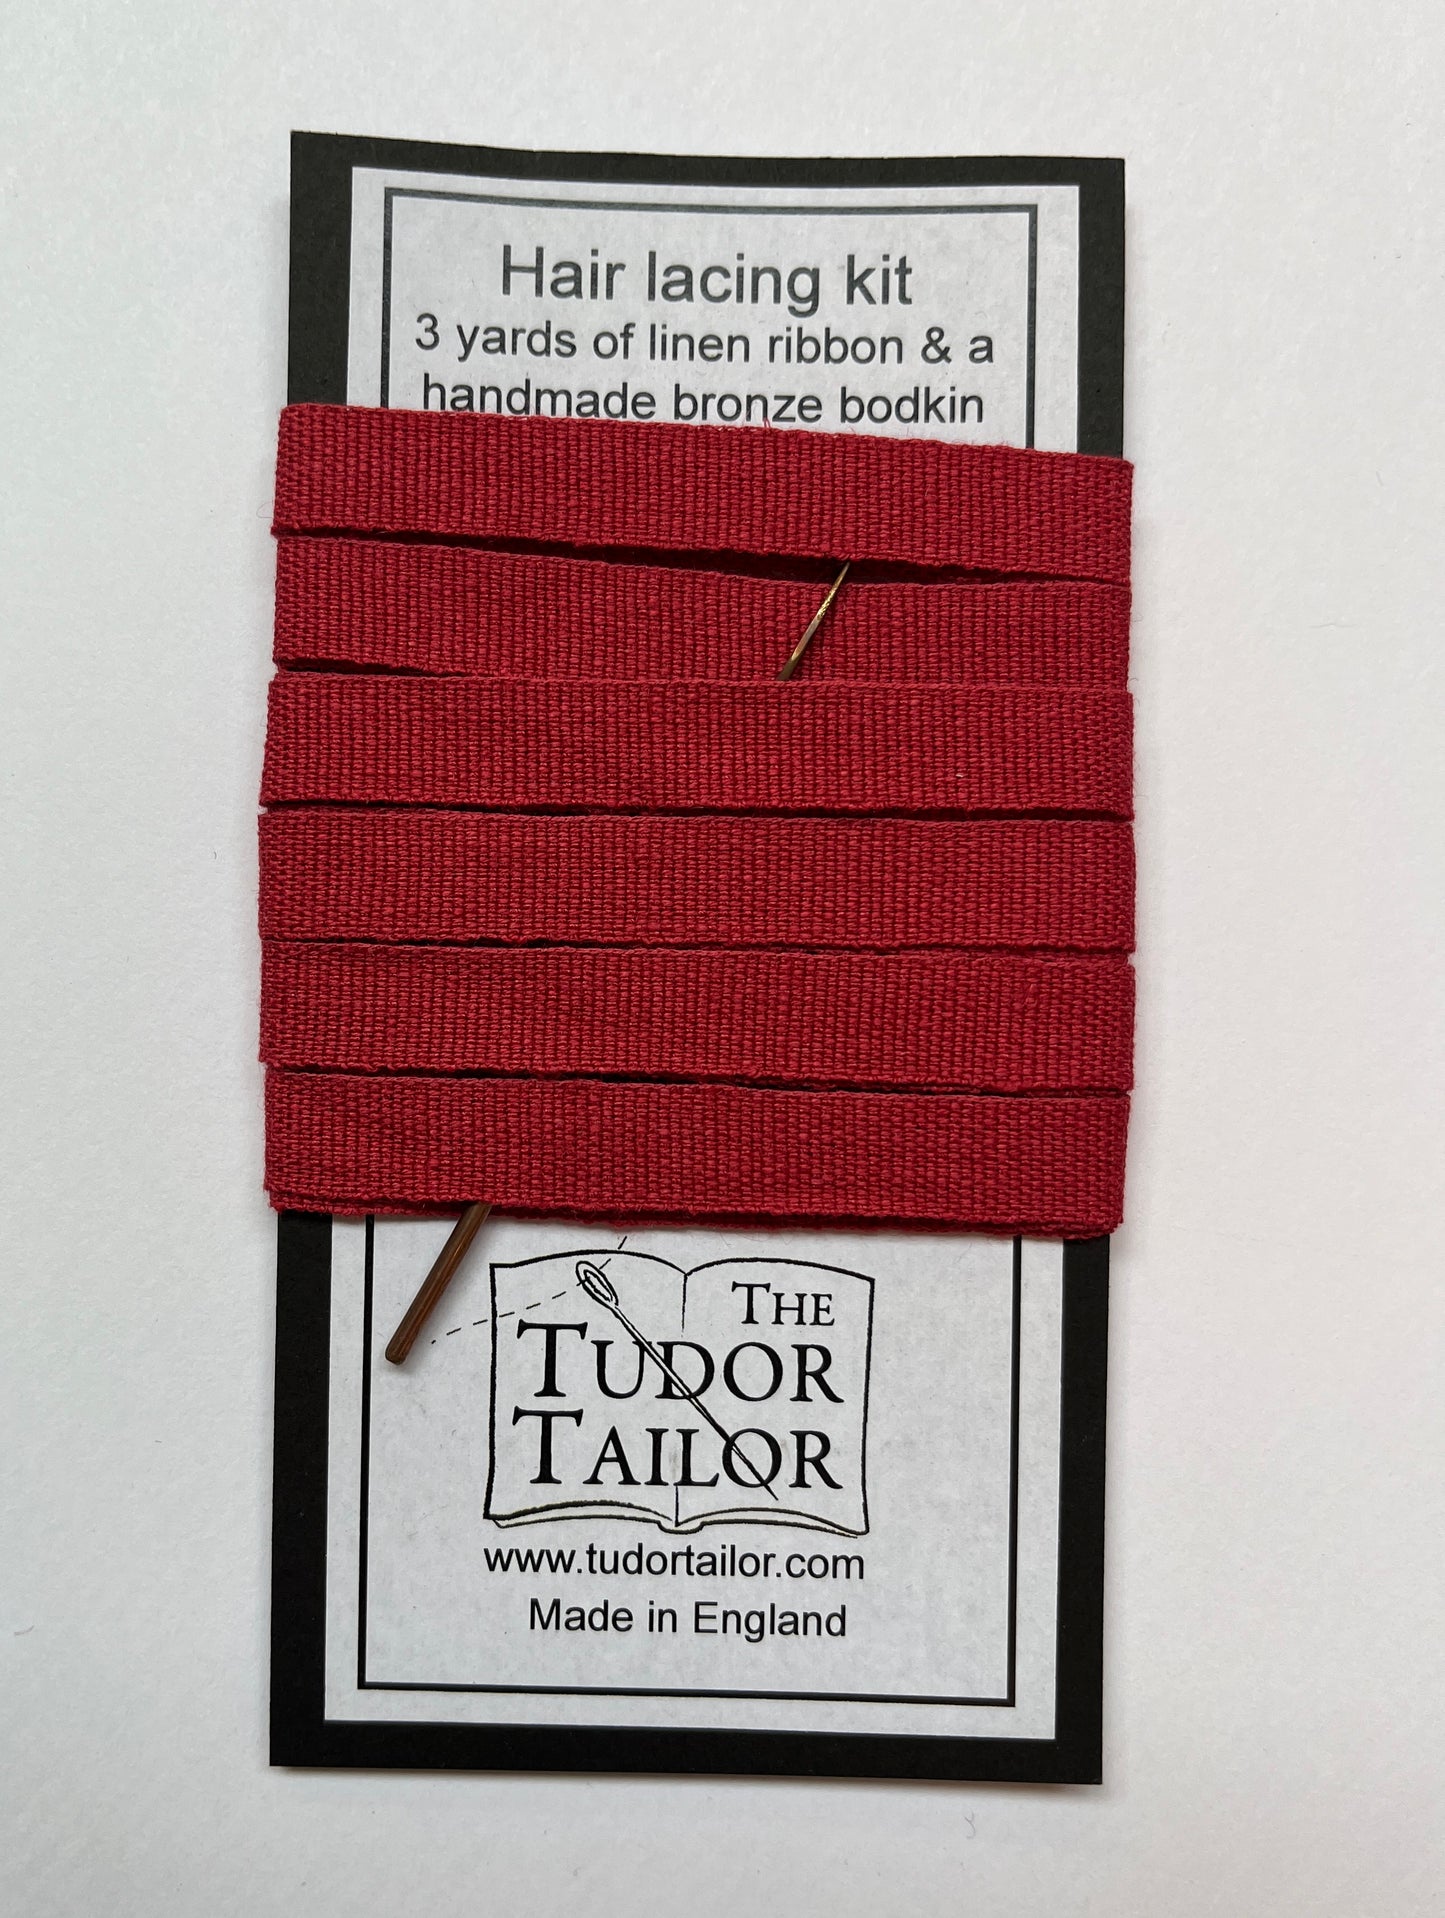 Hair lacing kit
3 yards of linen ribbon & a
handmade bronze bodkin
THE
TUDOR
TAILOR
www.tudortailor.com
Made in England